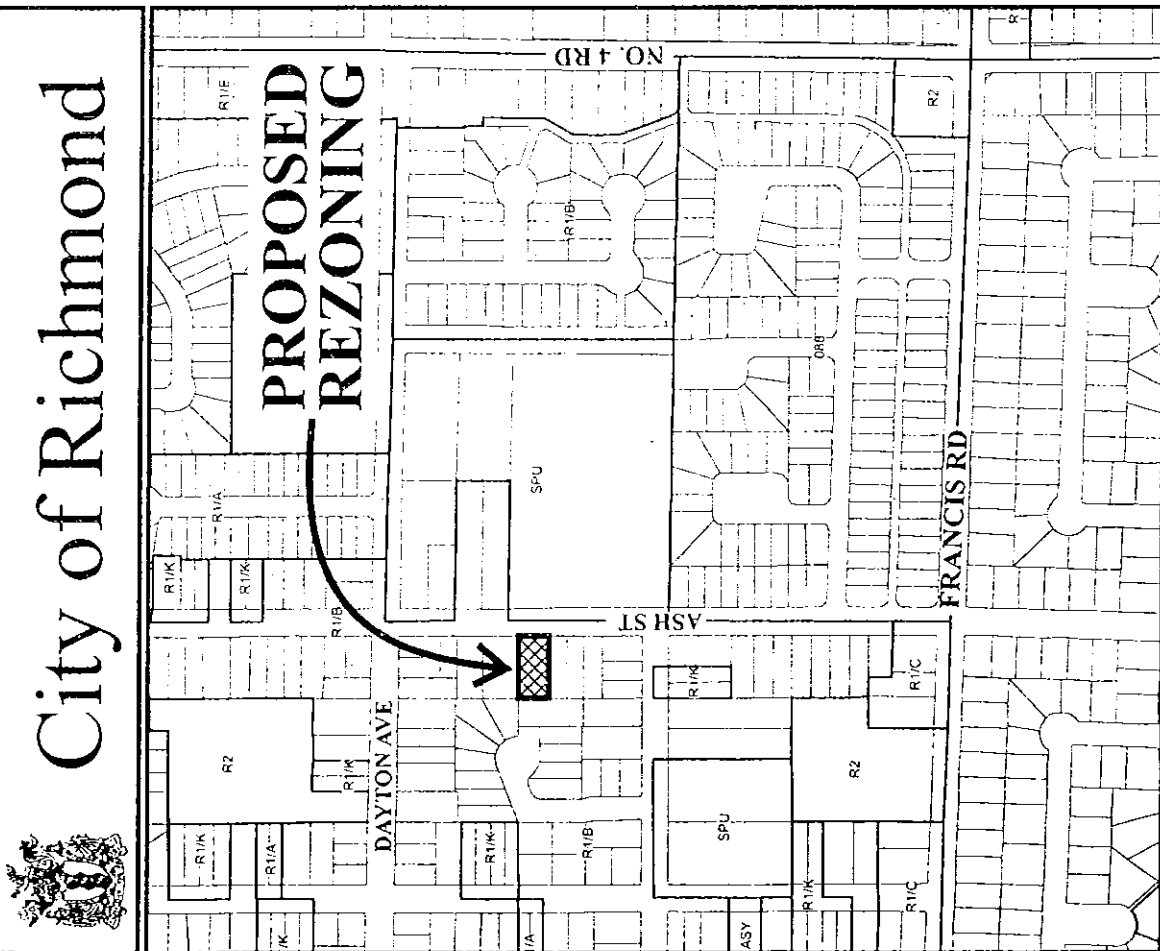 City of Richmond
NO. 4 RD
R1/E
R2
PROPOSED
REZONING
R1/B
R1/A
SPU
R1/K
R1/K
R1/B
FRANCIS RD
ASH ST
R1/K
R1/C
R2
DAYTON AVE
R1/K
R2
R1/K
R1/A
R1/K
R1/B
SPU
R1/K
R1/C
/K
/A
ASY